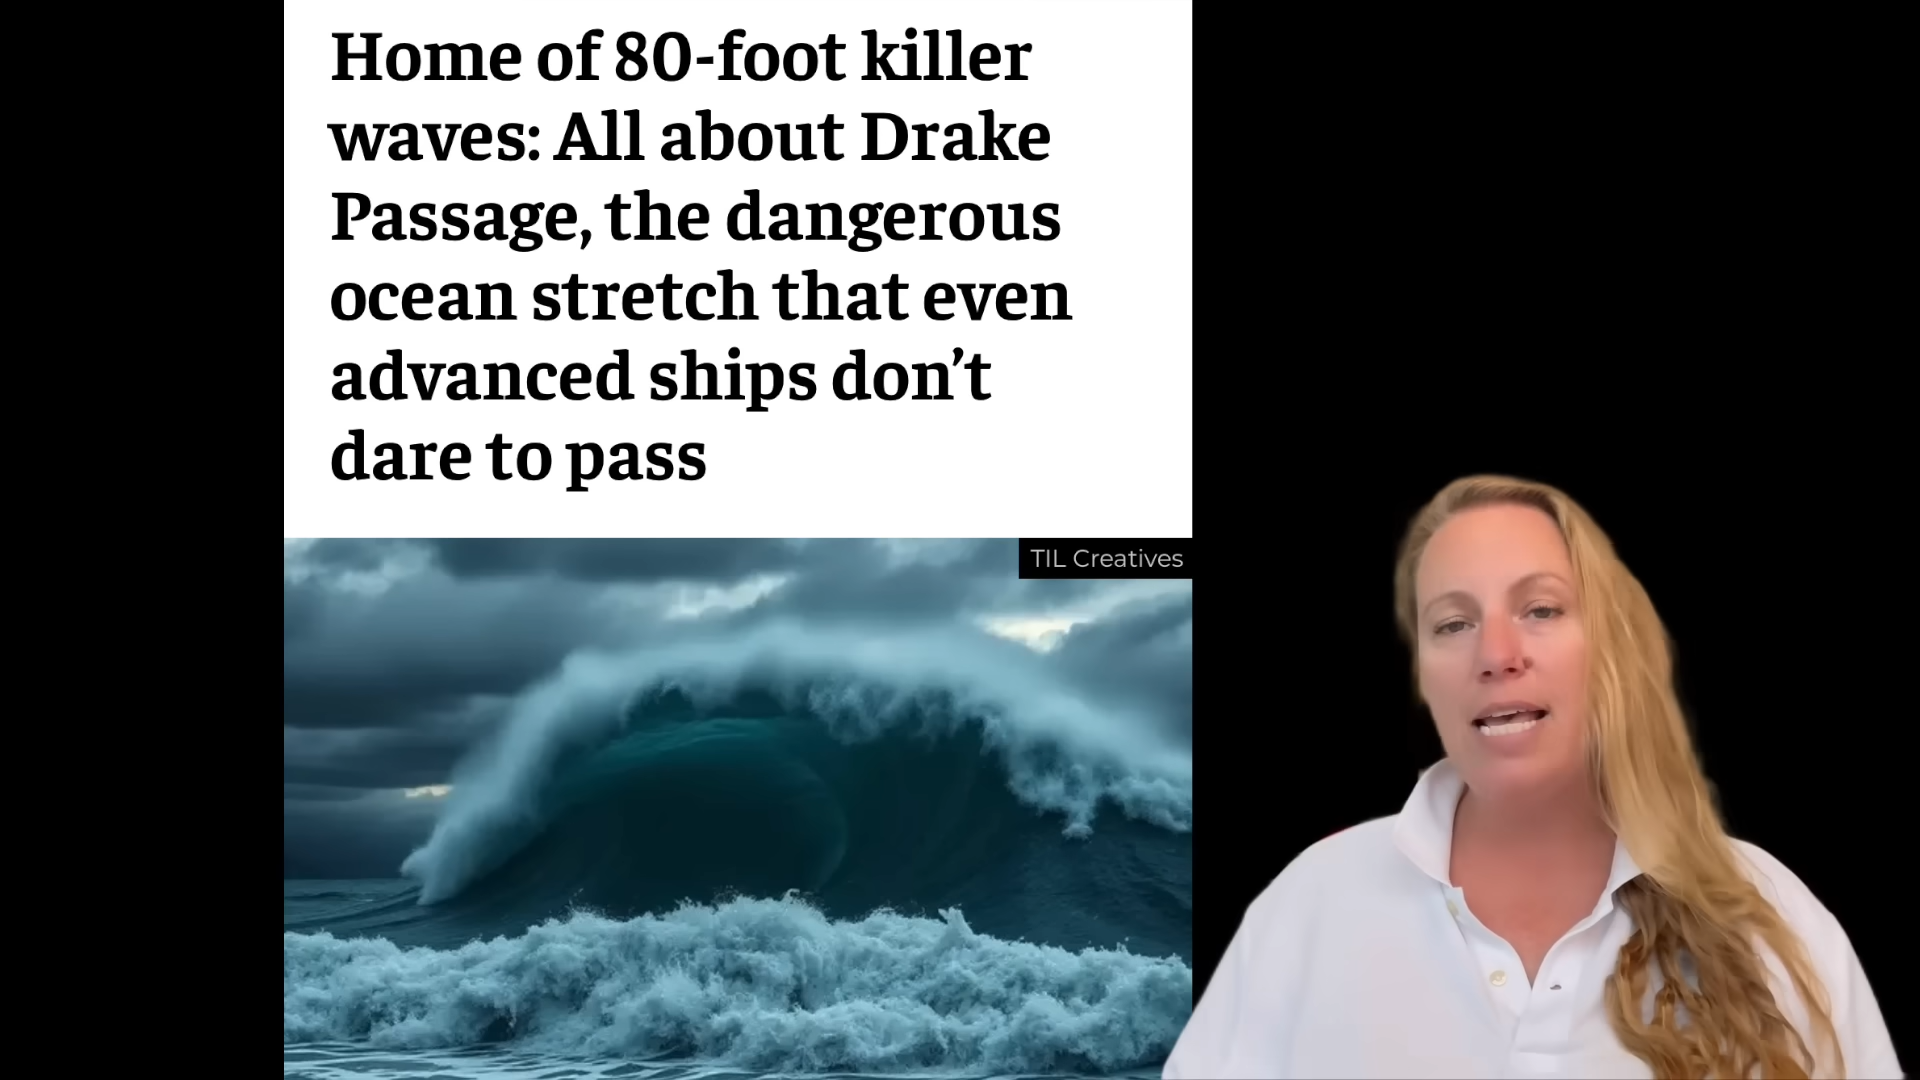 Home of 80-foot killer
waves: All about Drake
Passage, the dangerous
ocean stretch that even
advanced ships don’t
dare to pass
TIL Creatives